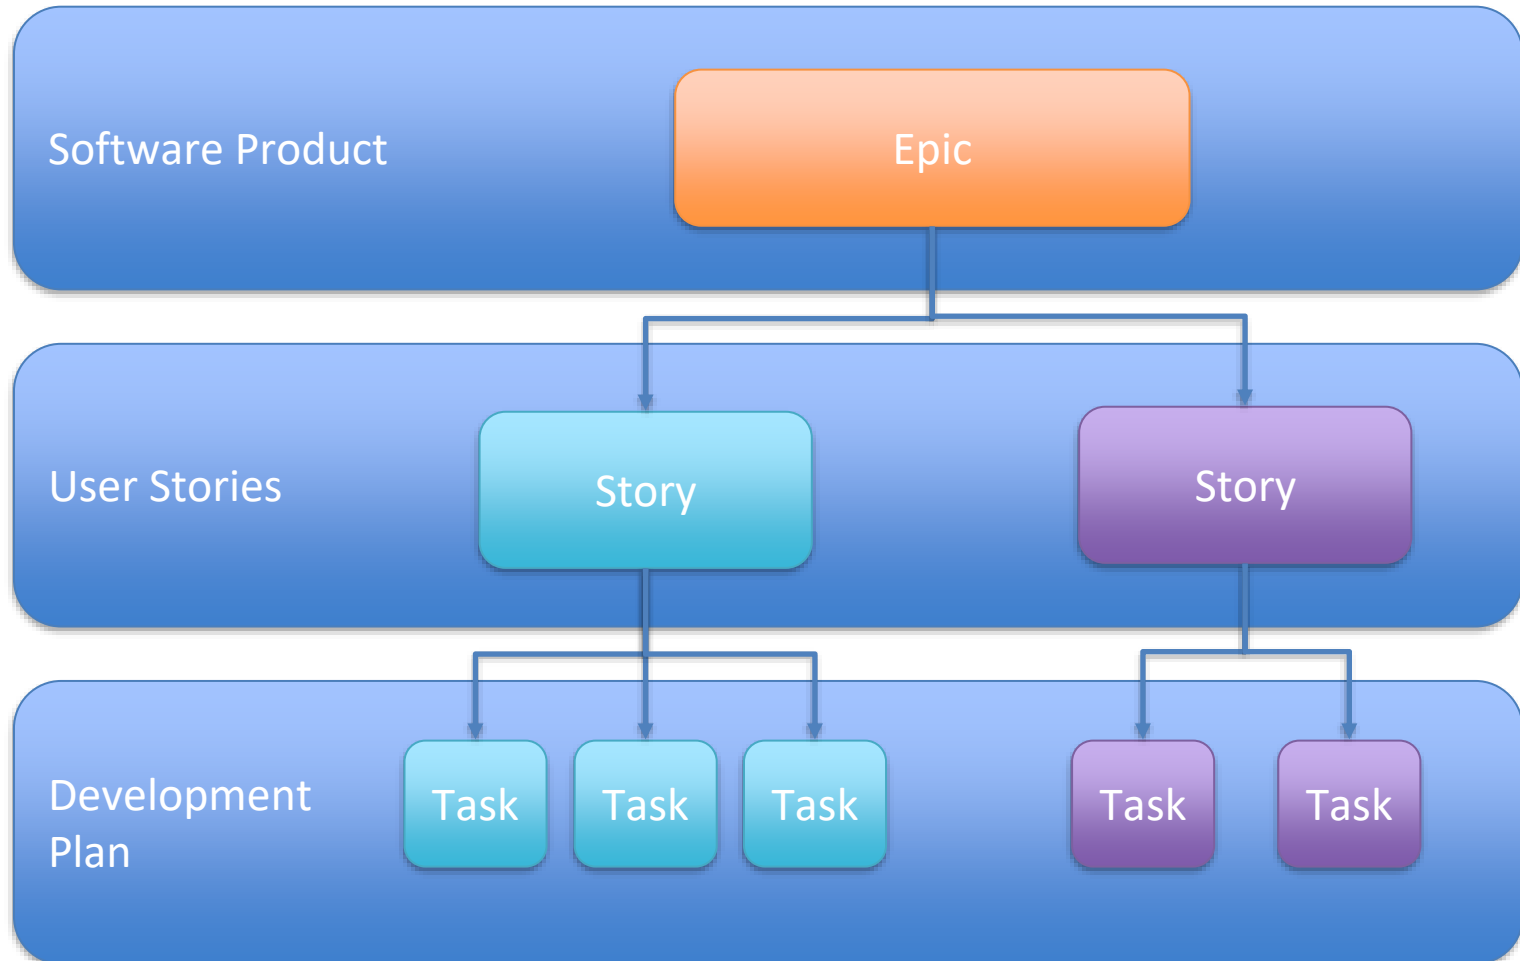 Software Product
Epic
User Stories
Story
Story
Development
Plan
Task
Task
Task
Task
Task